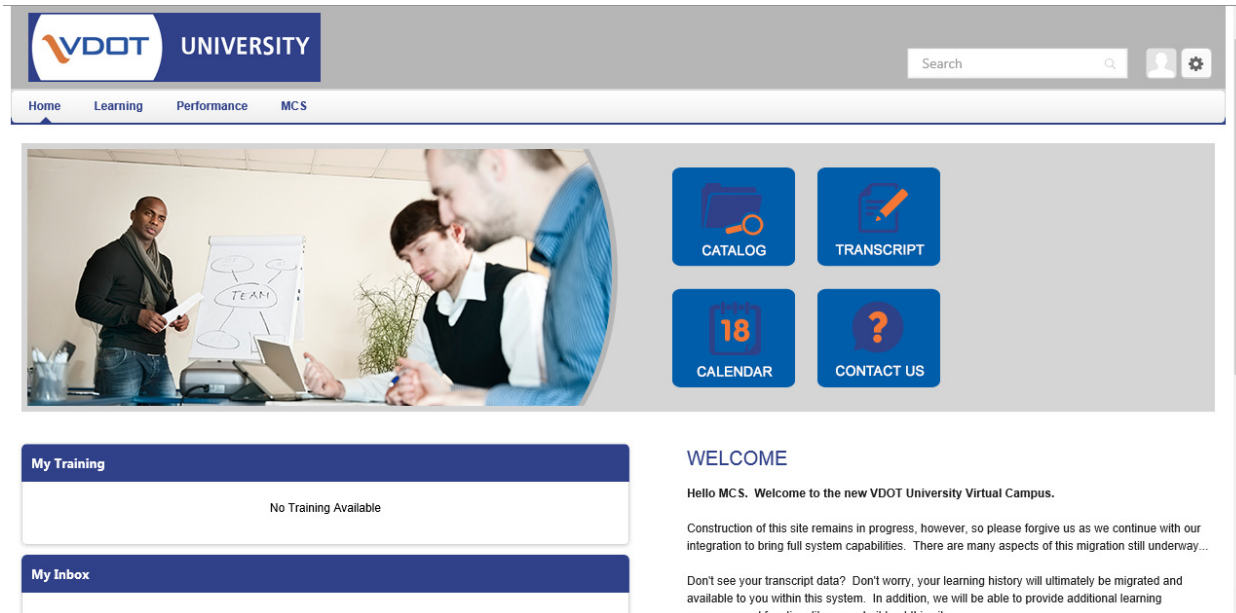 VDOT UNIVERSITY
Search
Home Learning Performance MCS
TEAM
CATALOG
TRANSCRIPT
18
CALENDAR
?
CONTACT US
My Training
No Training Available
My Inbox
WELCOME
Hello MCS. Welcome to the new VDOT University Virtual Campus.
Construction of this site remains in progress, however, so please forgive us as we continue with our
integration to bring full system capabilities. There are many aspects of this migration still underway...
Don't see your transcript data? Don't worry, your learning history will ultimately be migrated and
available to you within this system. In addition, we will be able to provide additional learning